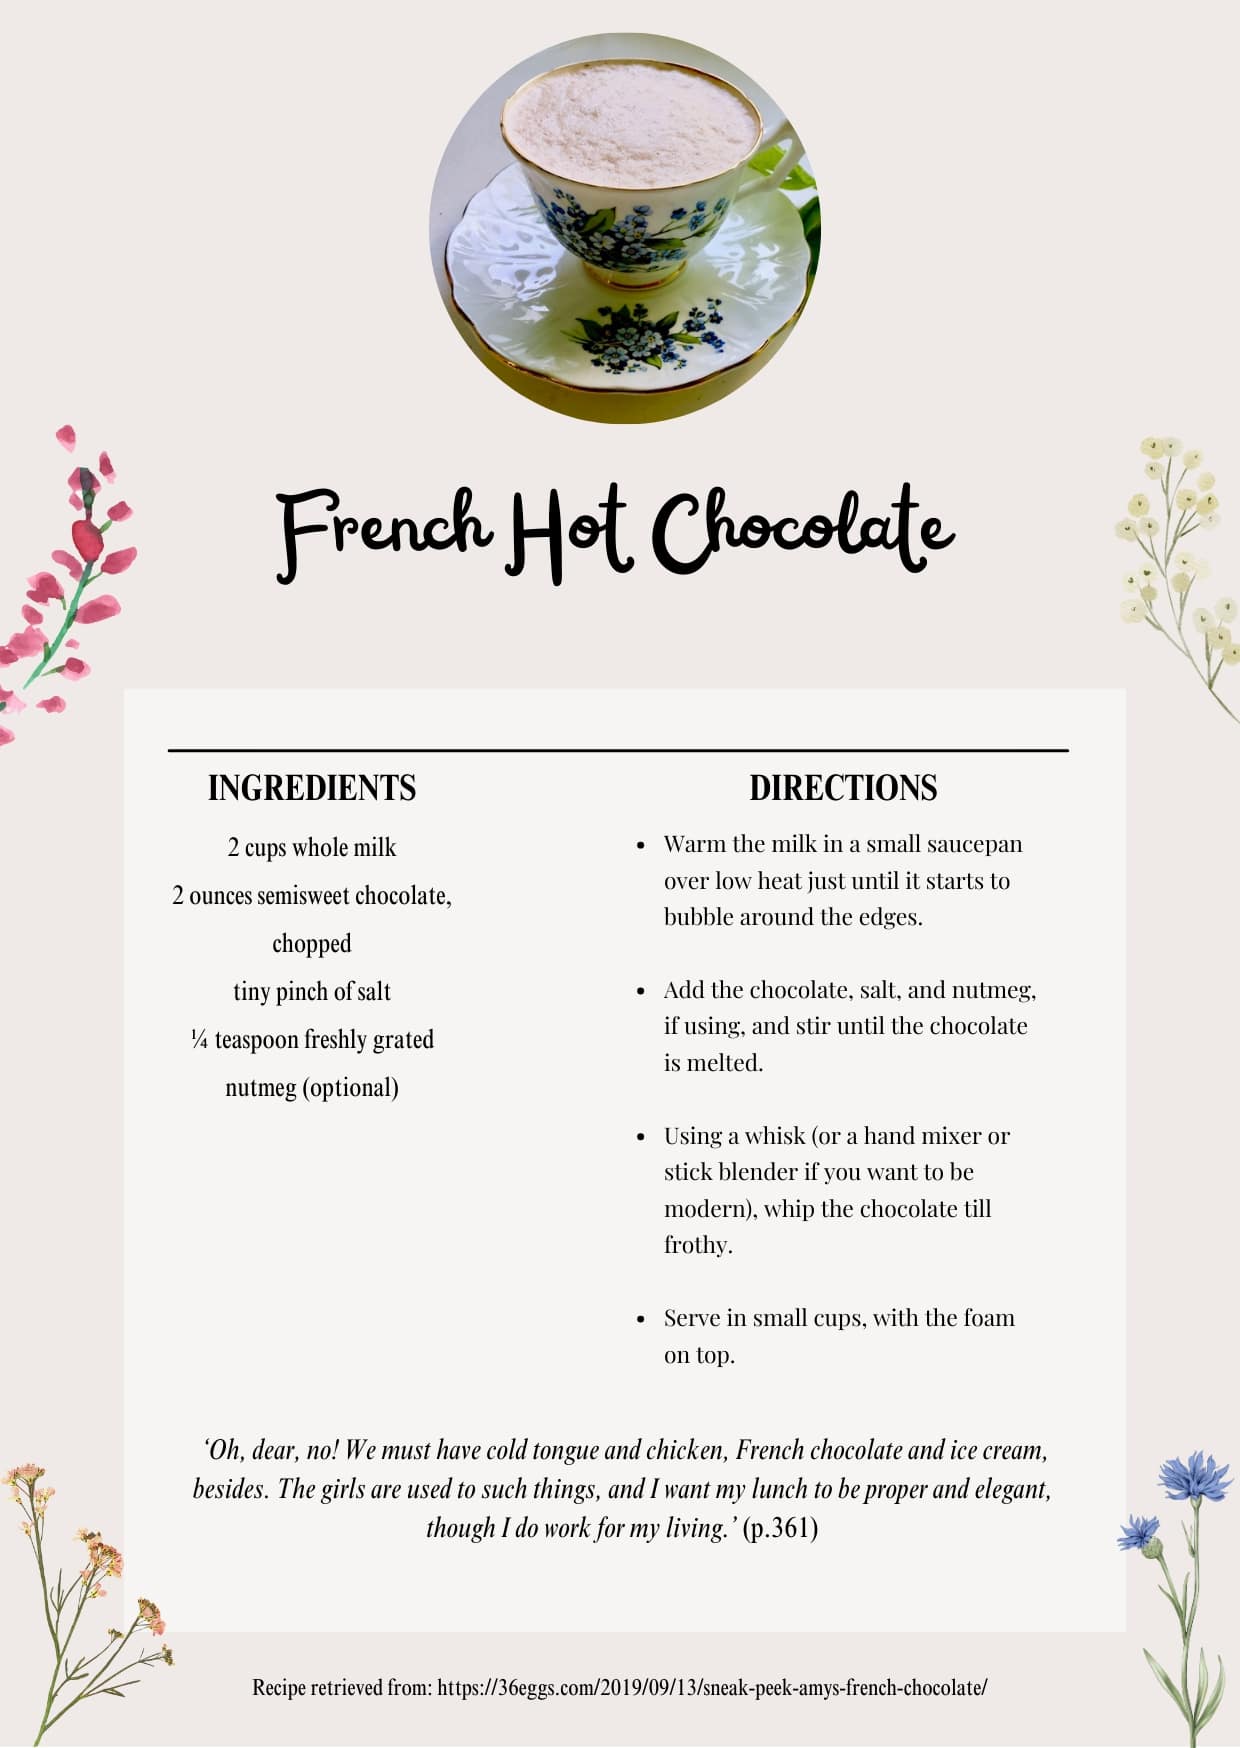 French Hot Chocolate
INGREDIENTS
2 cups whole milk
2 ounces semisweet chocolate,
chopped
tiny pinch of salt
¼ teaspoon freshly grated
nutmeg (optional)
DIRECTIONS
• Warm the milk in a small saucepan
over low heat just until it starts to
bubble around the edges.
• Add the chocolate, salt, and nutmeg,
if using, and stir until the chocolate
is melted.
• Using a whisk (or a hand mixer or
stick blender if you want to be
modern), whip the chocolate till
frothy.
• Serve in small cups, with the foam
on top.
‘Oh, dear, no! We must have cold tongue and chicken, French chocolate and ice cream,
besides. The girls are used to such things, and I want my lunch to be proper and elegant,
though I do work for my living.’ (p.361)
Recipe retrieved from: https://36eggs.com/2019/09/13/sneak-peek-amys-french-chocolate/